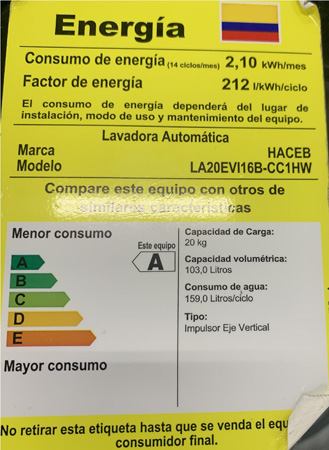 Energía
Consumo de energía (14 ciclos/mes) 2,10 kWh/mes
Factor de energía 212 l/kWh/ciclo
El consumo de energía dependerá del lugar de
instalación, modo de uso y mantenimiento del equipo.
Lavadora Automática
Marca HACEB
Modelo LA20EVI16B-CC1HW
Compare este equipo con otros de
similares características
Menor consumo
Este equipo
A
A
B
C
D
E
Mayor consumo
Capacidad de Carga:
20 kg
Capacidad volumétrica:
103,0 Litros
Consumo de agua:
159,0 Litros/ciclo
Tipo:
Impulsor Eje Vertical
No retirar esta etiqueta hasta que se venda el equ
consumidor final.